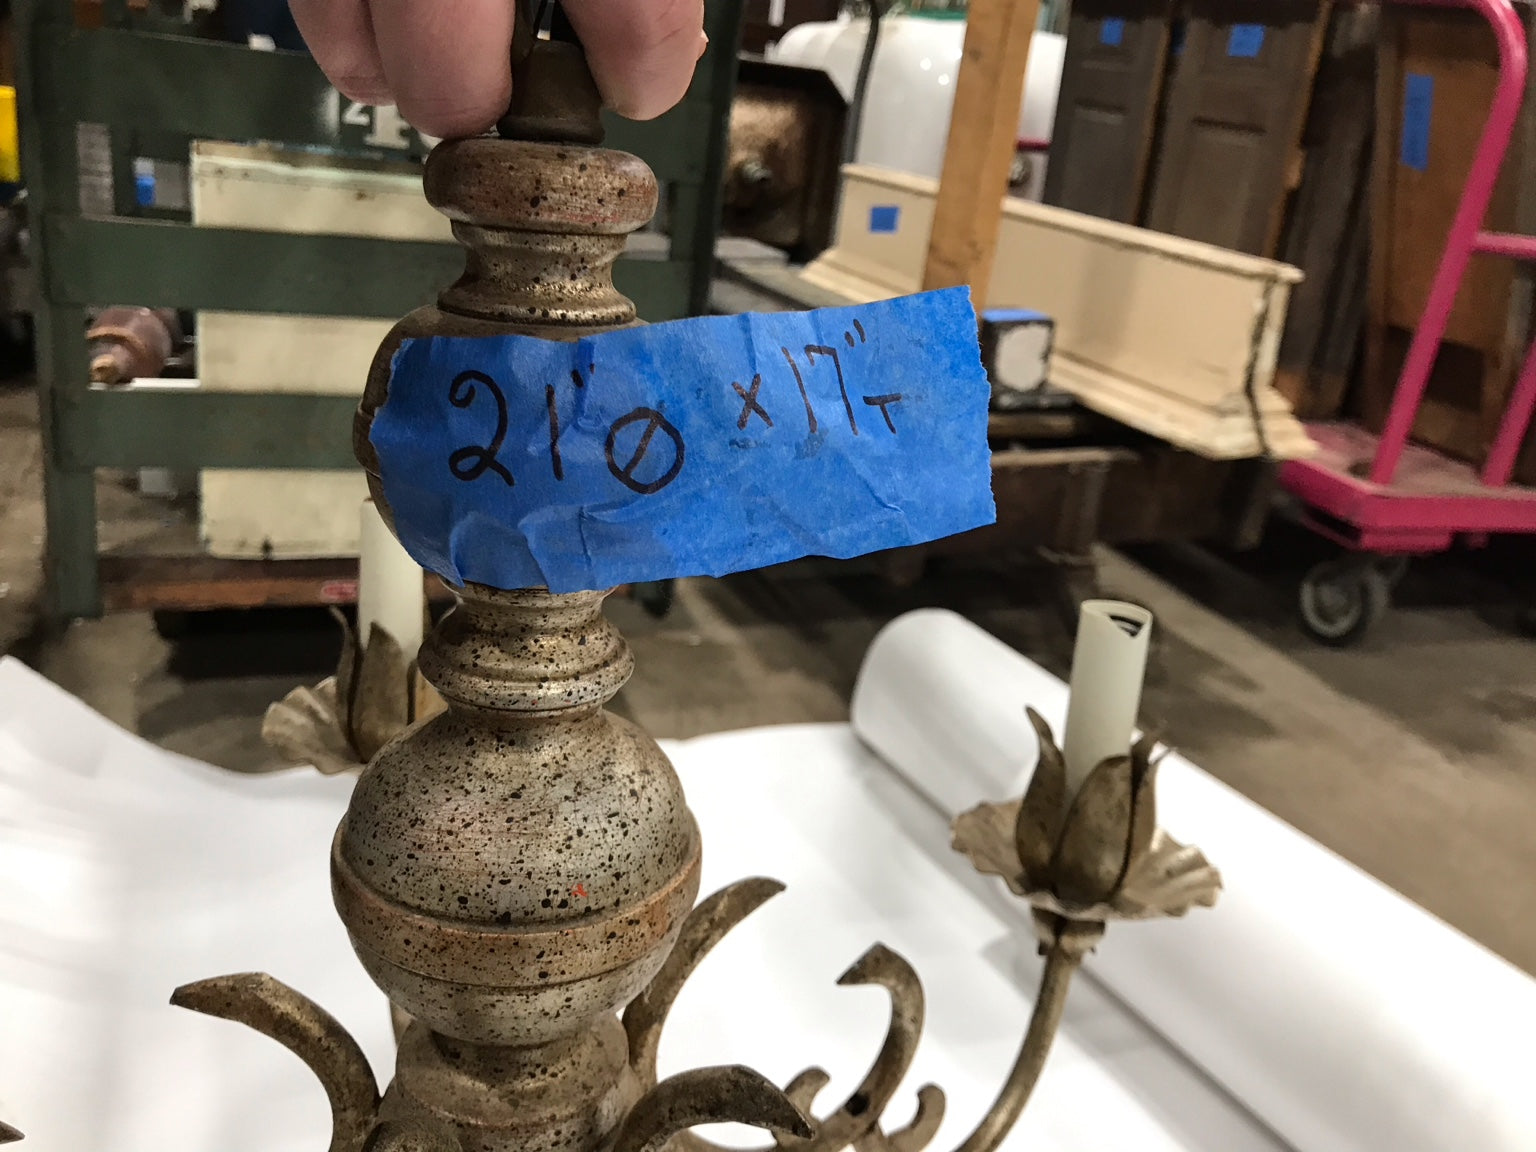 21" Ø x 17" T